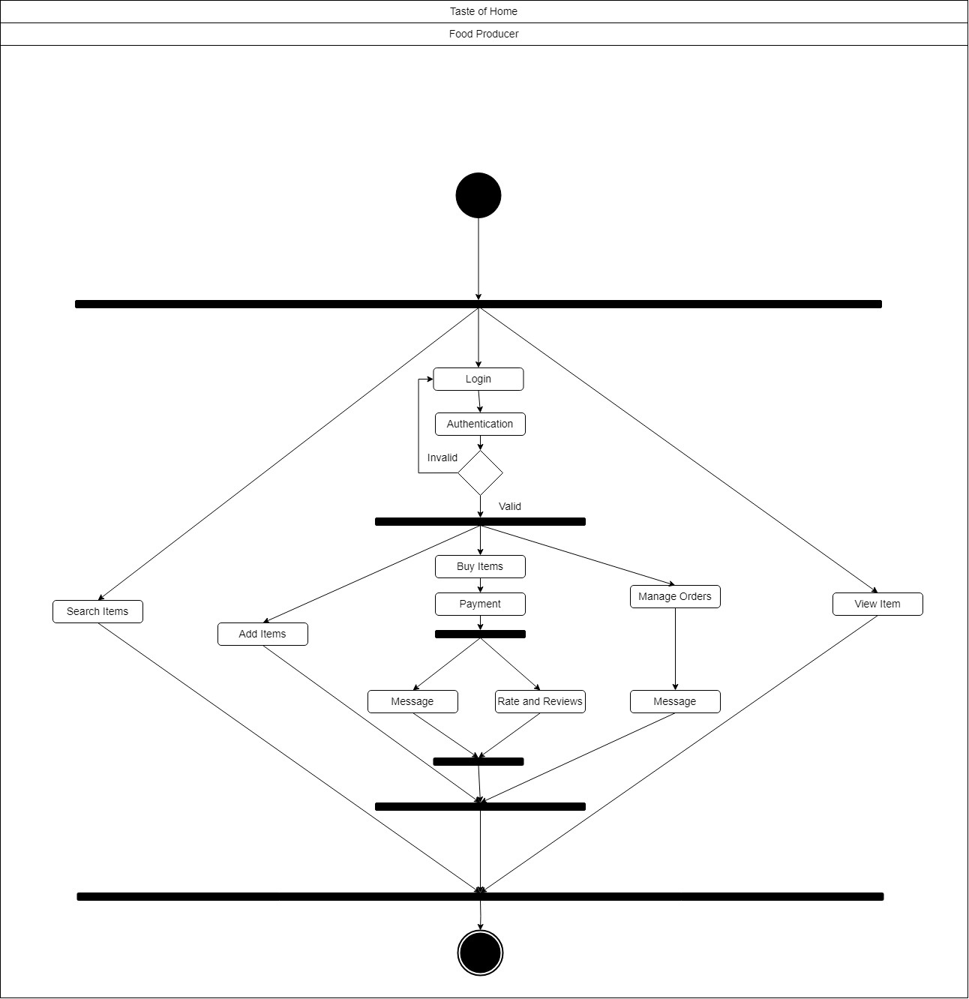 Taste of Home
Food Producer
Login
Authentication
Invalid
Valid
Buy Items
Manage Orders
Search Items
Payment
View Item
Add Items
Message
Rate and Reviews
Message